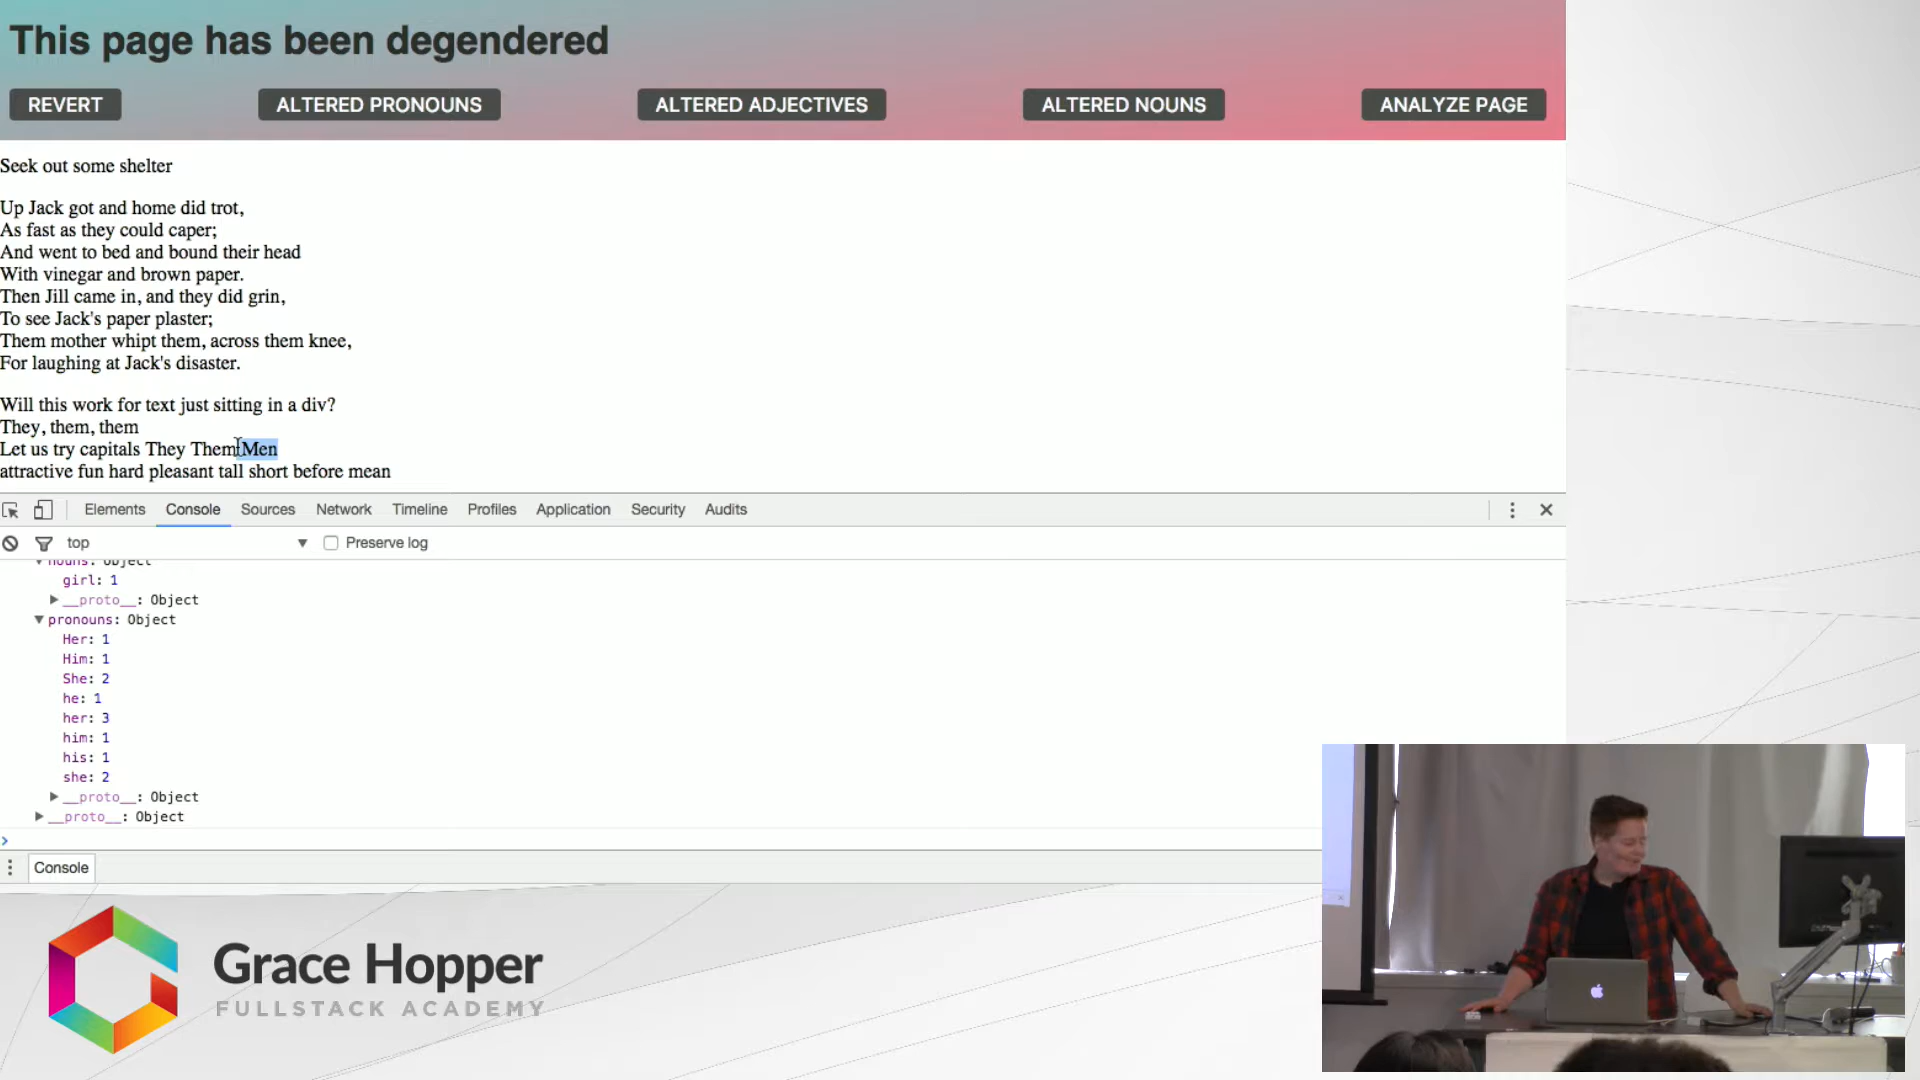 This page has been degendered
REVERT
ALTERED PRONOUNS
ALTERED ADJECTIVES
ALTERED NOUNS
ANALYZE PAGE
Seek out some shelter
Up Jack got and home did trot,
As fast as they could caper;
And went to bed and bound their head
With vinegar and brown paper.
Then Jill came in, and they did grin,
To see Jack's paper plaster;
Them mother whipt them, across them knee,
For laughing at Jack's disaster.
Will this work for text just sitting in a div?
They, them, them
Let us try capitals They Them Men
attractive fun hard pleasant tall short before mean
Elements Console Sources Network Timeline Profiles Application Security Audits
top Preserve log
nouns: Object
girl: 1
__proto__: Object
pronouns: Object
Her: 1
Him: 1
She: 2
he: 1
her: 3
him: 1
his: 1
she: 2
__proto__: Object
__proto__: Object
Console
Grace Hopper
FULLSTACK ACADEMY